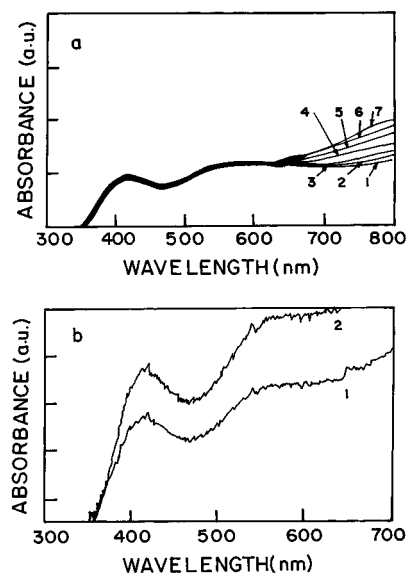 a
ABSORBANCE (a.u.)
4 5 6 7
3 2 1
300 400 500 600 700 800
WAVELENGTH (nm)
b
ABSORBANCE (a.u.)
2
1
300 400 500 600 700
WAVELENGTH (nm)